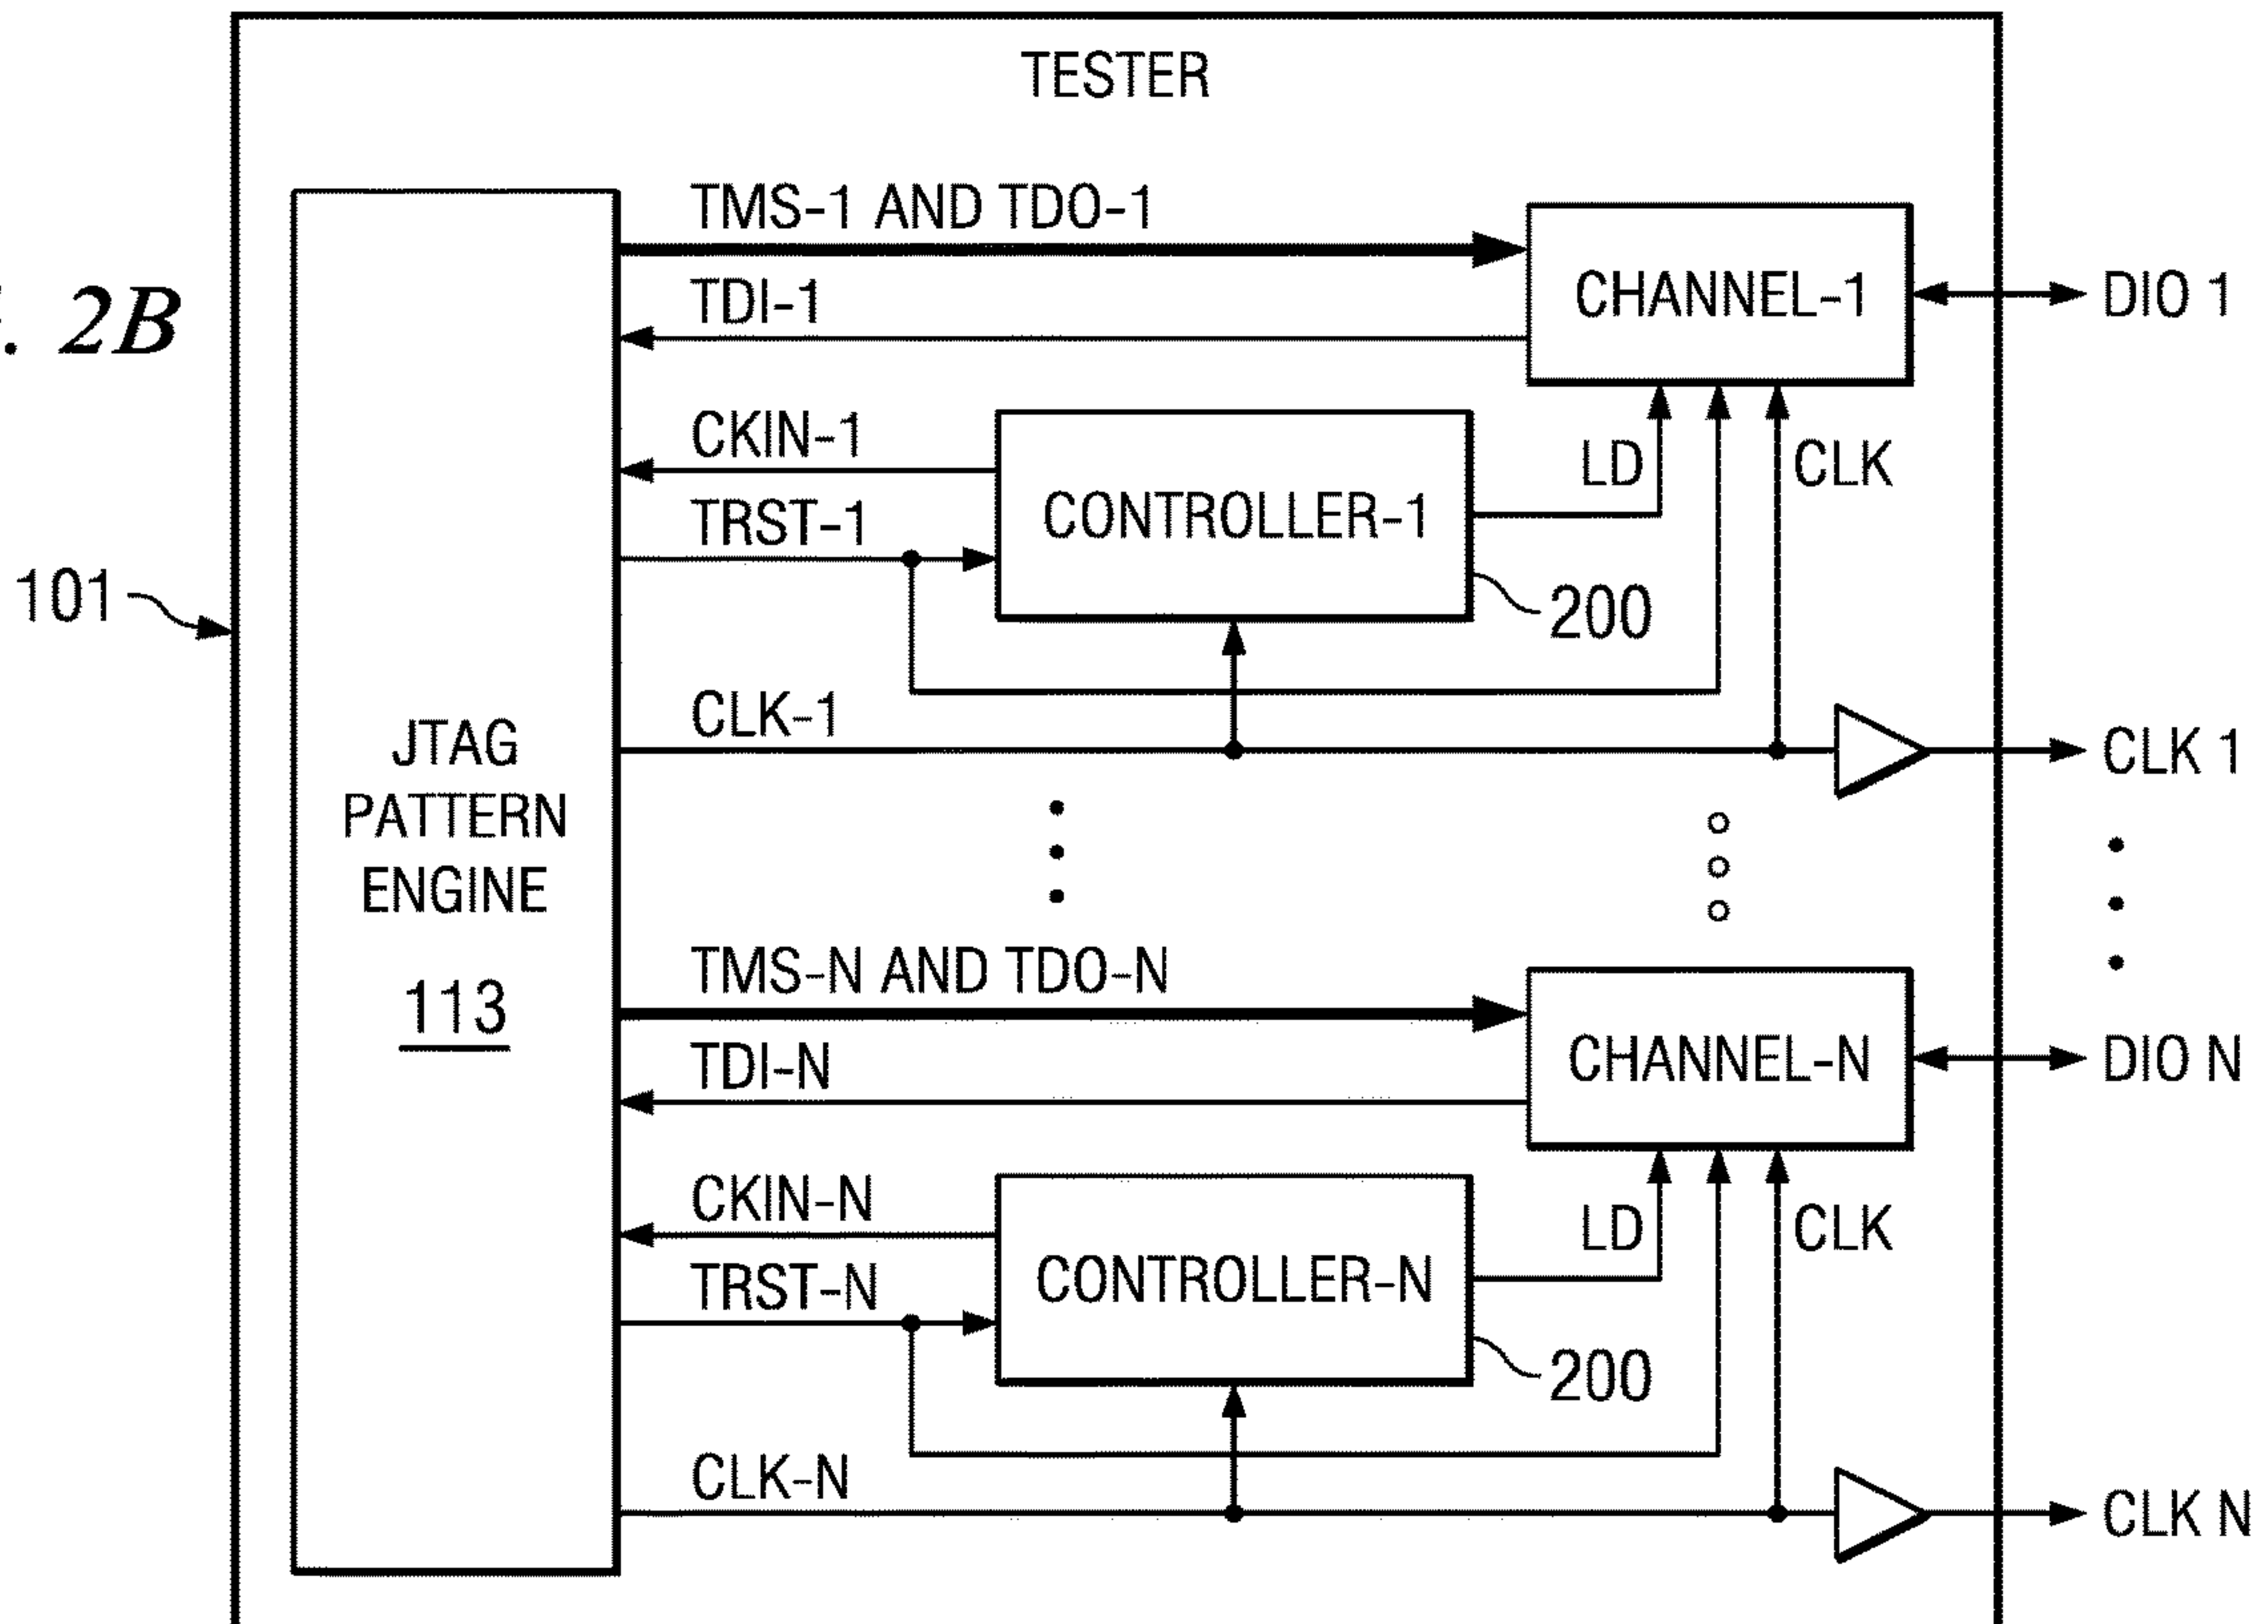 TESTER
TMS-1 AND TDO-1
CHANNEL-1
DIO 1
TDI-1
. 2B
CKIN-1
LD
CLK
CONTROLLER-1
TRST-1
101
200
CLK-1
CLK 1
JTAG
PATTERN
ENGINE
113
TMS-N AND TDO-N
CHANNEL-N
DIO N
TDI-N
CKIN-N
LD
CLK
CONTROLLER-N
TRST-N
200
CLK-N
CLK N